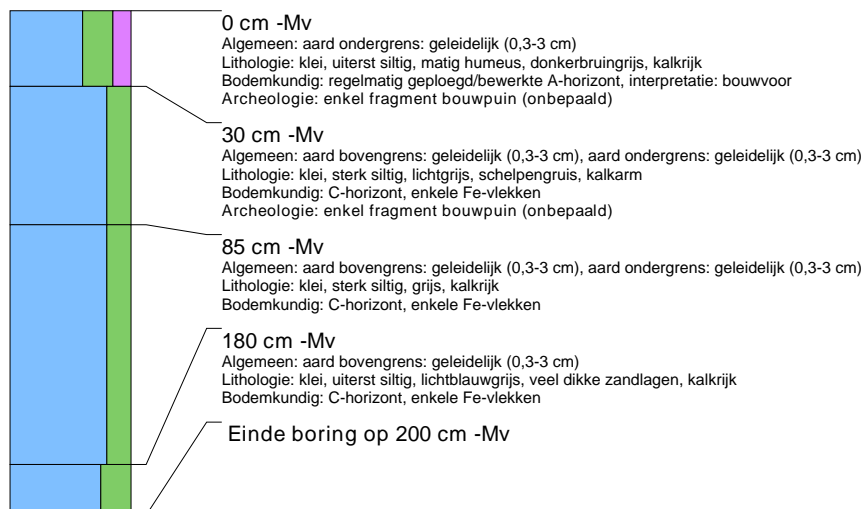 0 cm -Mv
Algemeen: aard ondergrens: geleidelijk (0,3-3 cm)
Lithologie: klei, uiterst siltig, matig humeus, donkerbruingrijs, kalkrijk
Bodemkundig: regelmatig geploegd/bewerkte A-horizont, interpretatie: bouwvoor
Archeologie: enkel fragment bouwpuin (onbepaald)
30 cm -Mv
Algemeen: aard bovengrens: geleidelijk (0,3-3 cm), aard ondergrens: geleidelijk (0,3-3 cm)
Lithologie: klei, sterk siltig, lichtgrijs, schelpengruis, kalkarm
Bodemkundig: C-horizont, enkele Fe-vlekken
Archeologie: enkel fragment bouwpuin (onbepaald)
85 cm -Mv
Algemeen: aard bovengrens: geleidelijk (0,3-3 cm), aard ondergrens: geleidelijk (0,3-3 cm)
Lithologie: klei, sterk siltig, grijs, kalkrijk
Bodemkundig: C-horizont, enkele Fe-vlekken
180 cm -Mv
Algemeen: aard bovengrens: geleidelijk (0,3-3 cm)
Lithologie: klei, uiterst siltig, lichtblauwgrijs, veel dikke zandlagen, kalkrijk
Bodemkundig: C-horizont, enkele Fe-vlekken
Einde boring op 200 cm -Mv